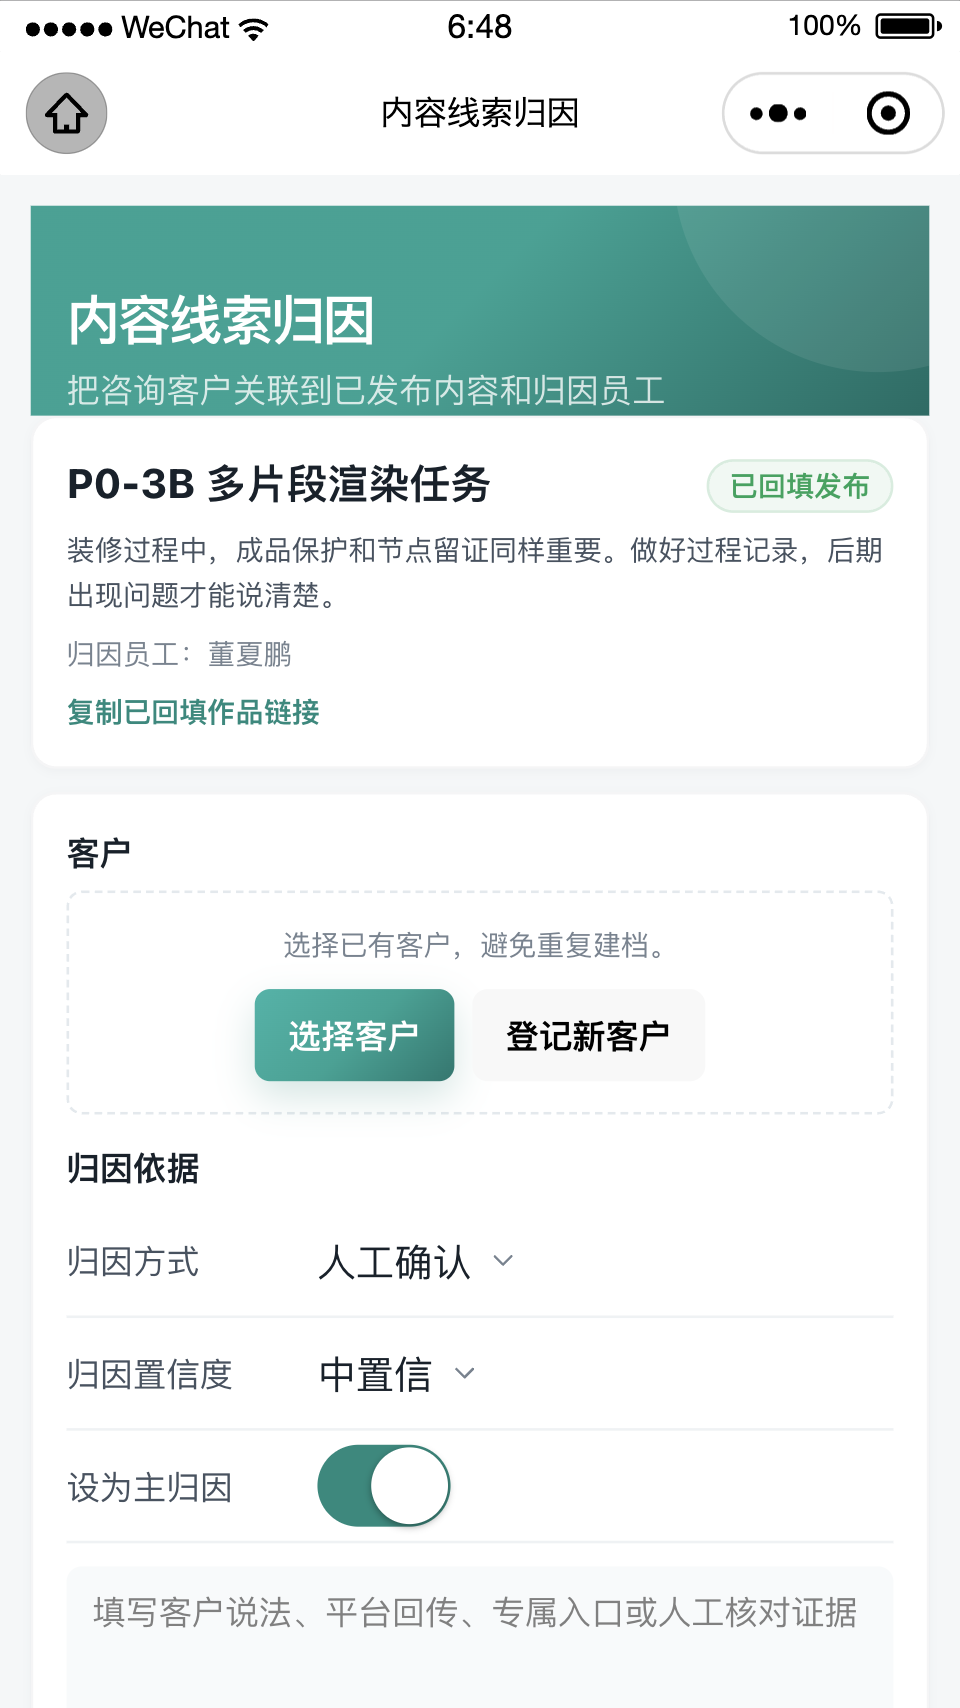 WeChat 6:48 100%
内容线索归因
内容线索归因
把咨询客户关联到已发布内容和归因员工
P0-3B 多片段渲染任务 已回填发布
装修过程中，成品保护和节点留证同样重要。做好过程记录，后期
出现问题才能说清楚。
归因员工：董夏鹏
复制已回填作品链接
客户
选择已有客户，避免重复建档。
选择客户 登记新客户
归因依据
归因方式 人工确认
归因置信度 中置信
设为主归因
填写客户说法、平台回传、专属入口或人工核对证据